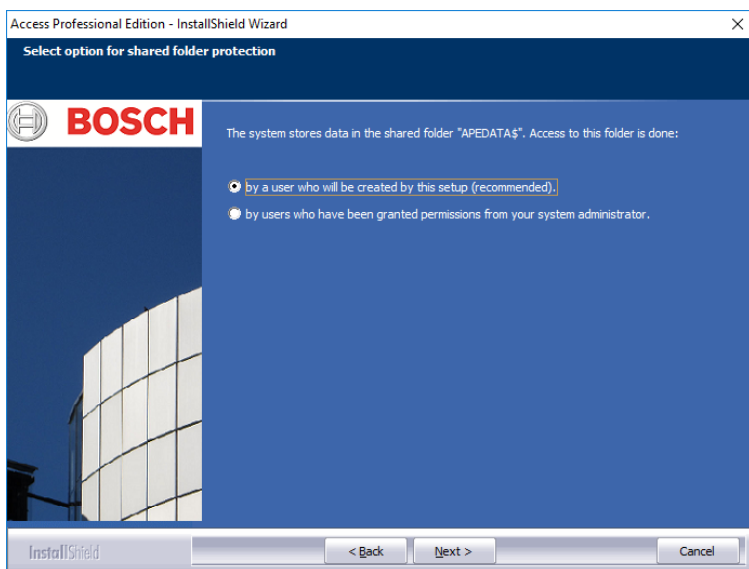 Access Professional Edition - InstallShield Wizard
Select option for shared folder protection
BOSCH
The system stores data in the shared folder "APEDATA$". Access to this folder is done:
by a user who will be created by this setup (recommended).
by users who have been granted permissions from your system administrator.
InstallShield
< Back
Next >
Cancel